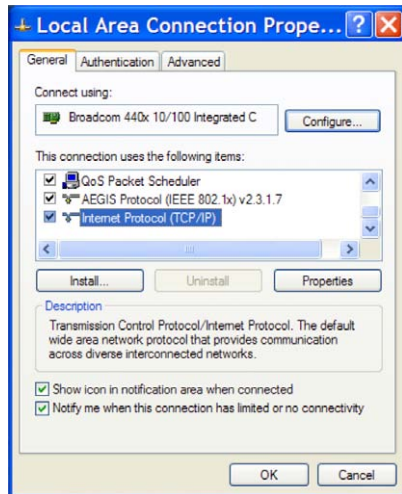 Local Area Connection Prope...
General Authentication Advanced
Connect using:
Broadcom 440x 10/100 Integrated C
Configure...
This connection uses the following items:
QoS Packet Scheduler
AEGIS Protocol (IEEE 802.1x) v2.3.1.7
Internet Protocol (TCP/IP)
Install... Uninstall Properties
Description
Transmission Control Protocol/Internet Protocol. The default
wide area network protocol that provides communication
across diverse interconnected networks.
Show icon in notification area when connected
Notify me when this connection has limited or no connectivity
OK Cancel